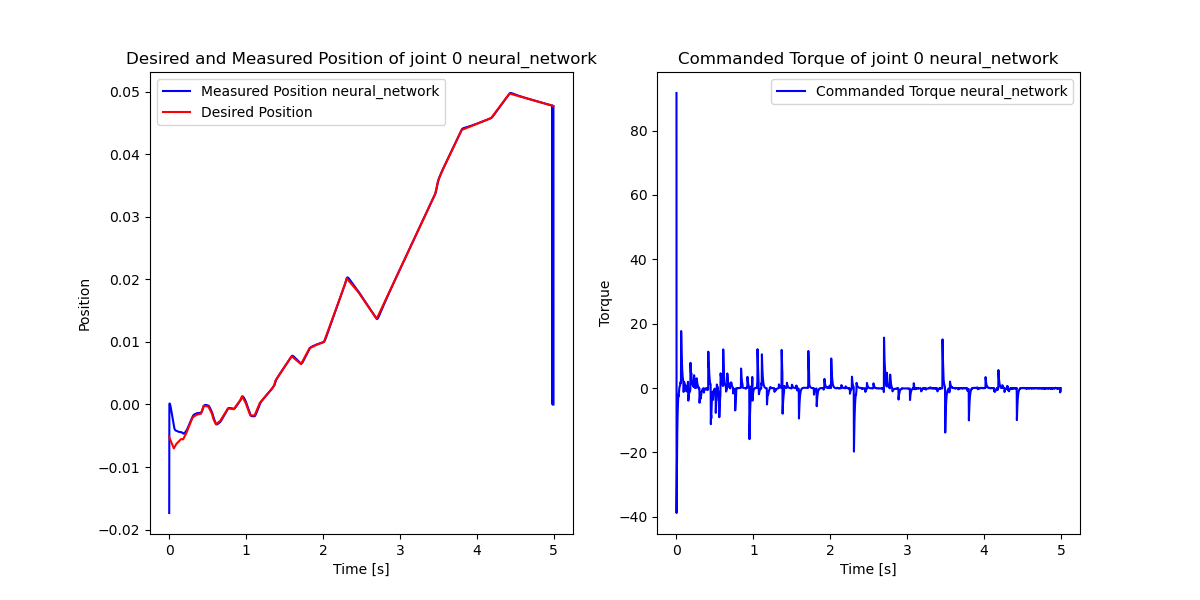 Desired and Measured Position of joint 0 neural_network
Measured Position neural_network
Desired Position
0.05
0.04
0.03
0.02
0.01
0.00
−0.01
−0.02
Position
0 1 2 3 4 5
Time [s]
Commanded Torque of joint 0 neural_network
Commanded Torque neural_network
80
60
40
20
0
−20
−40
Torque
0 1 2 3 4 5
Time [s]